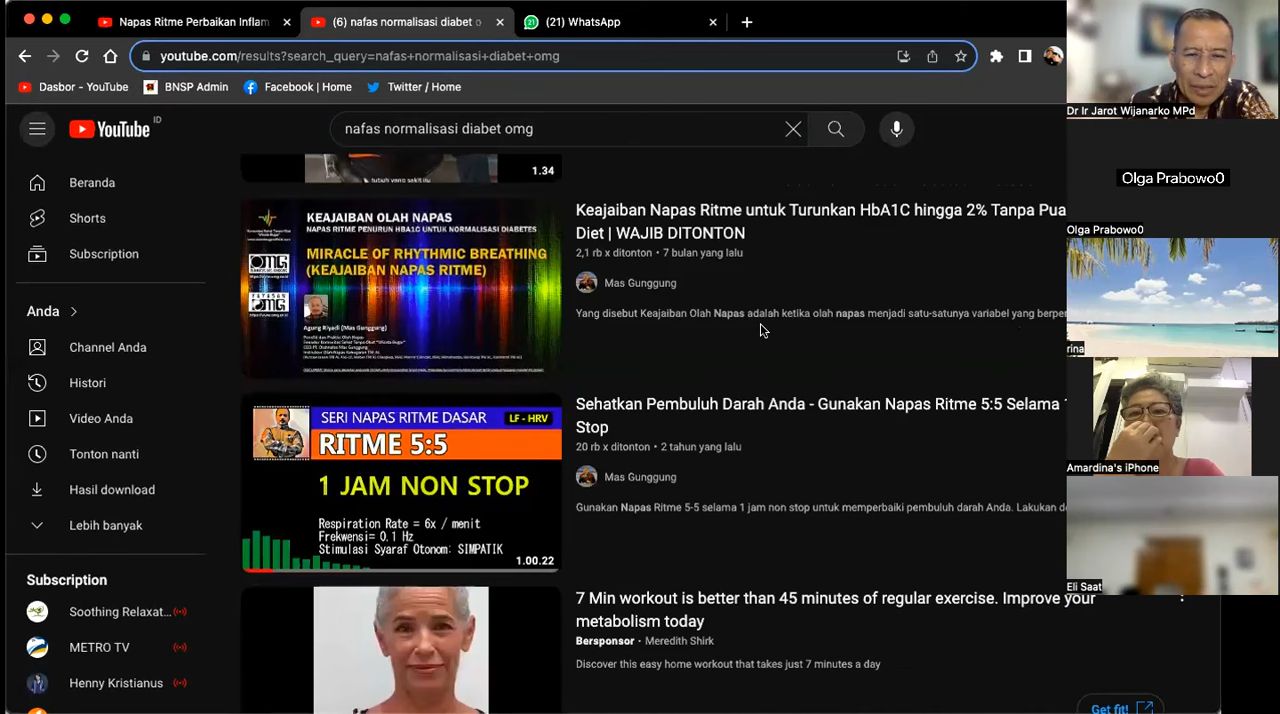 Napas Ritme Perbaikan Inflam
(6) nafas normalisasi diabet o
(21) WhatsApp
youtube.com/results?search_query=nafas+normalisasi+diabet+omg
Dasbor - YouTube
BNSP Admin
Facebook | Home
Twitter / Home
YouTube ID
nafas normalisasi diabet omg
Beranda
Shorts
Subscription
Anda
Channel Anda
Histori
Video Anda
Tonton nanti
Hasil download
Lebih banyak
Subscription
Soothing Relaxat...
METRO TV
Henny Kristianus
1.34
KEAJAIBAN OLAH NAPAS
NAPAS RITME PENURUN HBA1C UNTUK NORMALISASI DIABETES
MIRACLE OF RHYTHMIC BREATHING
(KEAJAIBAN NAPAS RITME)
OMG
OMG
Agung Riyadi (Mas Gunggung)
Keajaiban Napas Ritme untuk Turunkan HbA1C hingga 2% Tanpa Pua
Diet | WAJIB DITONTON
2,1 rb x ditonton • 7 bulan yang lalu
Mas Gunggung
Yang disebut Keajaiban Olah Napas adalah ketika olah napas menjadi satu-satunya variabel yang berper
SERI NAPAS RITME DASAR
LF - HRV
RITME 5:5
1 JAM NON STOP
Respiration Rate = 6x / menit
Frekwensi= 0.1 Hz
Stimulasi Syaraf Otonom: SIMPATIK
1.00.22
Sehatkan Pembuluh Darah Anda - Gunakan Napas Ritme 5:5 Selama 1
Stop
20 rb x ditonton • 2 tahun yang lalu
Mas Gunggung
Gunakan Napas Ritme 5-5 selama 1 jam non stop untuk memperbaiki pembuluh darah Anda. Lakukan de
7 Min workout is better than 45 minutes of regular exercise. Improve your
metabolism today
Bersponsor • Meredith Shirk
Discover this easy home workout that takes just 7 minutes a day
Get fit!
Dr Ir Jarot Wijanarko MPd
Olga Prabowo0
Olga Prabowo0
rina
Amardina's iPhone
Eli Saat